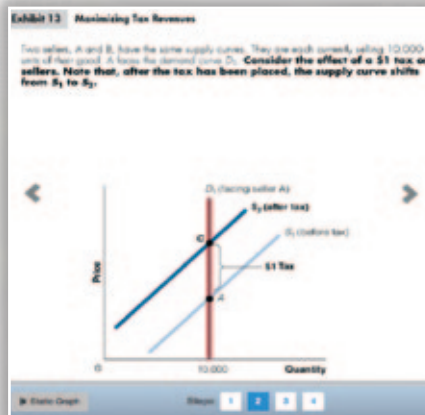 Exhibit 13 Maximizing Tax Revenues
Two sellers, A and B, have the same supply curves. They are each currently selling 10,000
units of their good. A faces the demand curve D₁. Consider the effect of a $1 tax on
sellers. Note that, after the tax has been placed, the supply curve shifts
from S₁ to S₂.
D₁ (facing seller A)
S₂ (after tax)
S₁ (before tax)
C
$1 Tax
A
Price
0
10,000
Quantity
Static Graph
Steps
1
2
3
4